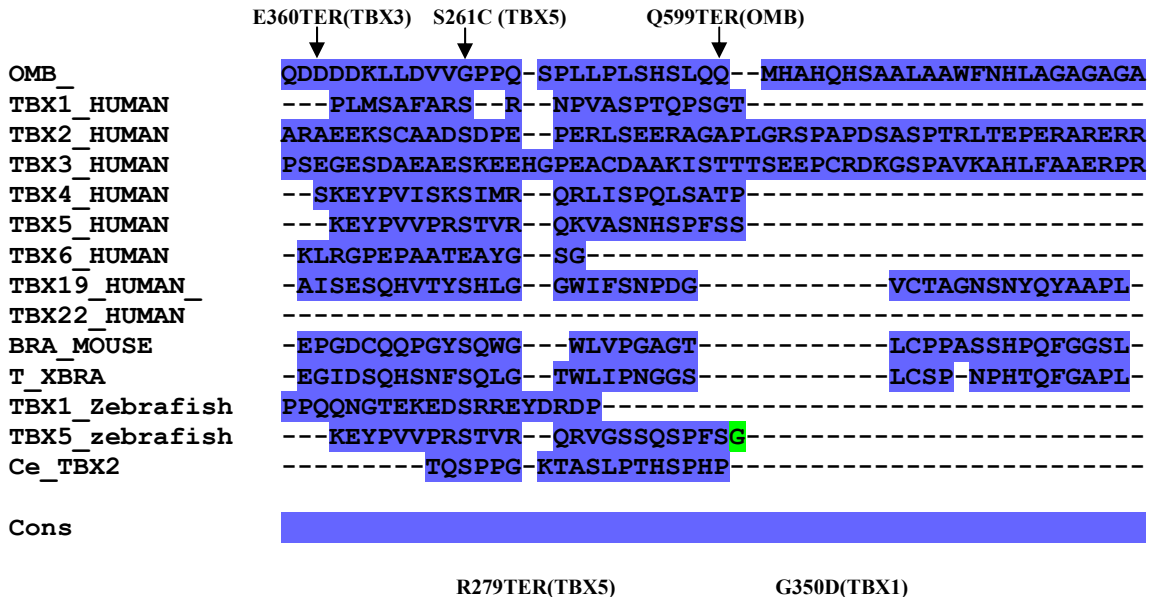 E360TER(TBX3) S261C (TBX5) Q599TER(OMB)
OMB_ QDDDDKLLDVVGPPQ-SPLLPLSHSLQQ--MHAHQHSAALAAWFNHLAGAGAGA
TBX1_HUMAN ---PLMSAFARS--R--NPVASPTQPSGT-------------------------
TBX2_HUMAN ARAEEKSCAADSDPE--PERLSEERAGAPLGRSPAPDSASPTRLTEPERARERR
TBX3_HUMAN PSEGESDAEAESKEEHGPEACDAAKISTTTSEEPCRDKGSPAVKAHLFAAERPR
TBX4_HUMAN --SKEYPVISKSIMR--QRLISPQLSATP-------------------------
TBX5_HUMAN ---KEYPVVPRSTVR--QKVASNHSPFSS-------------------------
TBX6_HUMAN -KLRGPEPAATEAYG--SG-----------------------------------
TBX19_HUMAN_ -AISESQHVTYSHLG--GWIFSNPDG------------VCTAGNSNYQYAAPL-
TBX22_HUMAN ------------------------------------------------------
BRA_MOUSE -EPGDCQQPGYSQWG---WLVPGAGT------------LCPPASSHPQFGGSL-
T_XBRA -EGIDSQHSNFSQLG--TWLIPNGGS------------LCSP-NPHTQFGAPL-
TBX1_Zebrafish PPQQNGTEKEDSRREYDRDP----------------------------------
TBX5_zebrafish ---KEYPVVPRSTVR--QRVGSSQSPFSG-------------------------
Ce_TBX2 ---------TQSPPG-KTASLPTHSPHP--------------------------
Cons
R279TER(TBX5) G350D(TBX1)